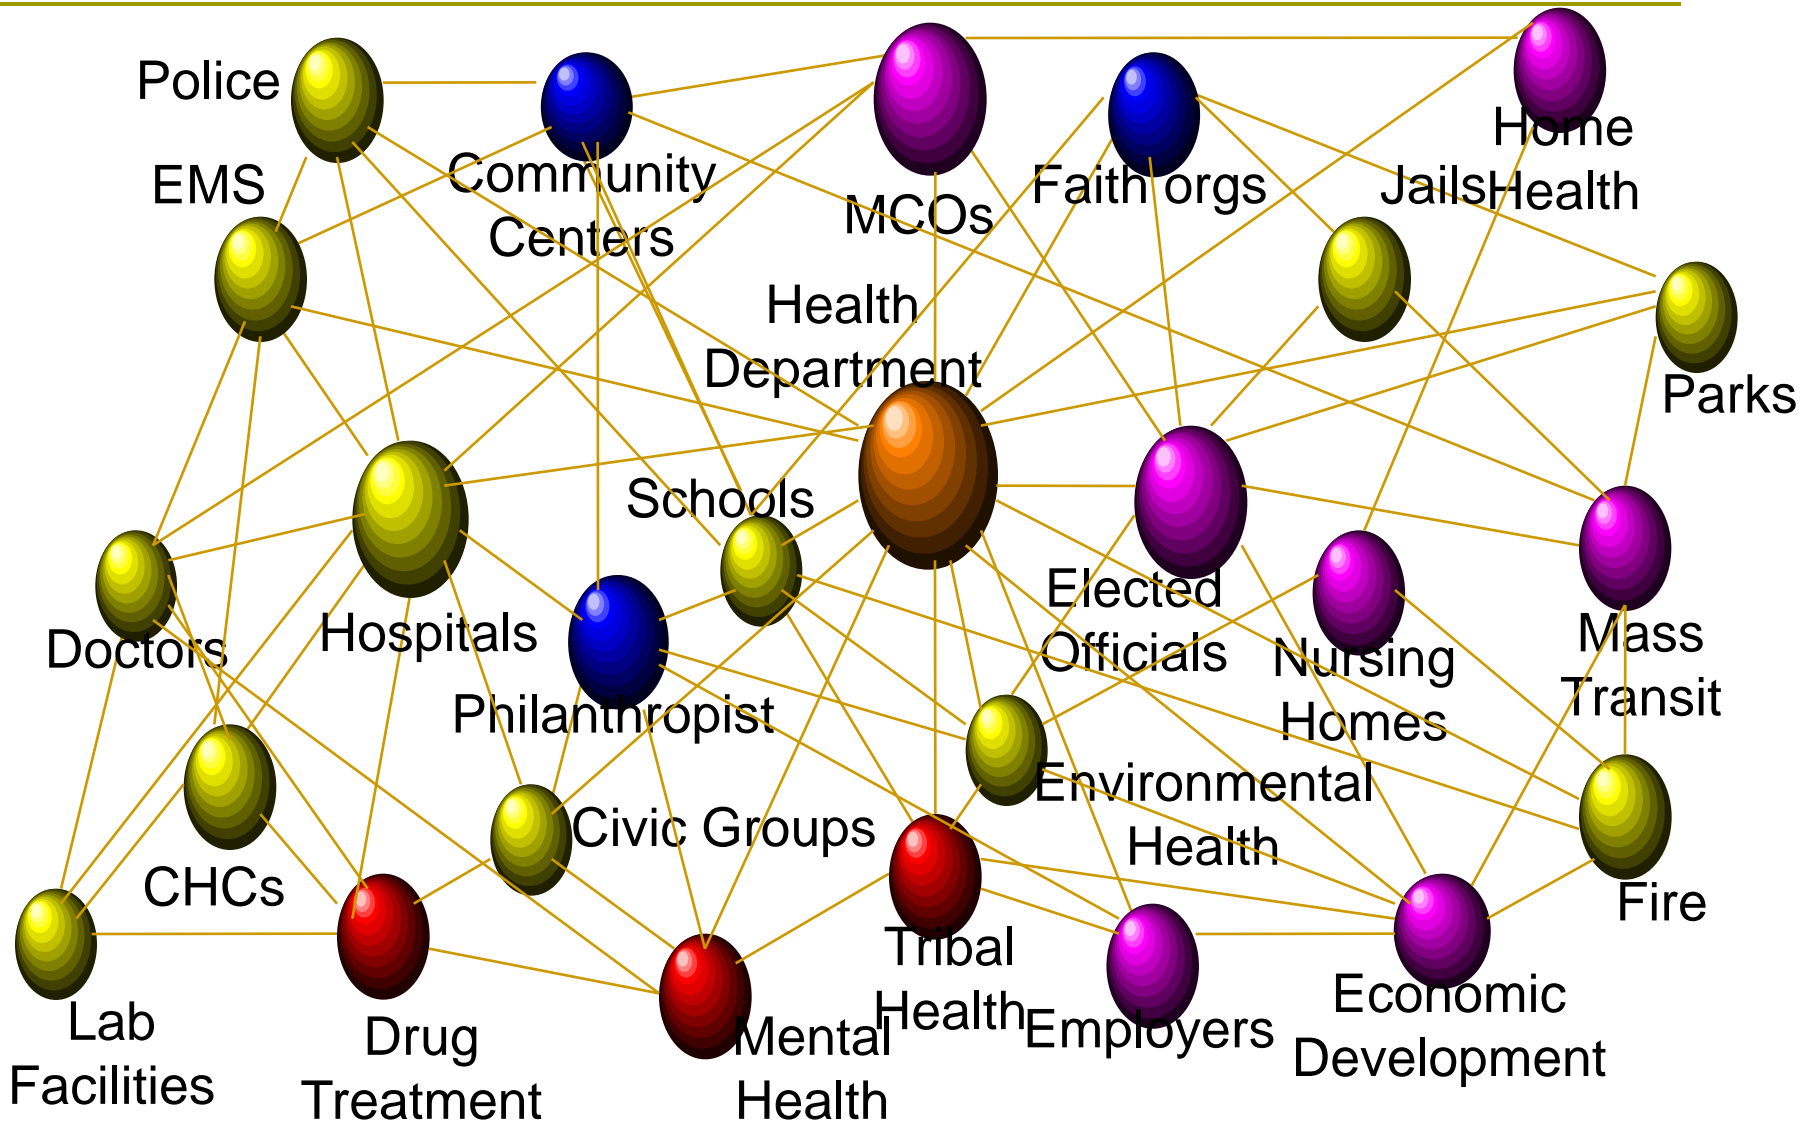 Police
EMS
Community
Centers
MCOs
Faith orgs
Jails
Home
Health
Health
Department
Parks
Schools
Doctors
Hospitals
Philanthropist
Elected
Officials
Nursing
Homes
Mass
Transit
CHCs
Civic Groups
Environmental
Health
Fire
Lab
Facilities
Drug
Treatment
Mental
Health
Tribal
Health
Employers
Economic
Development